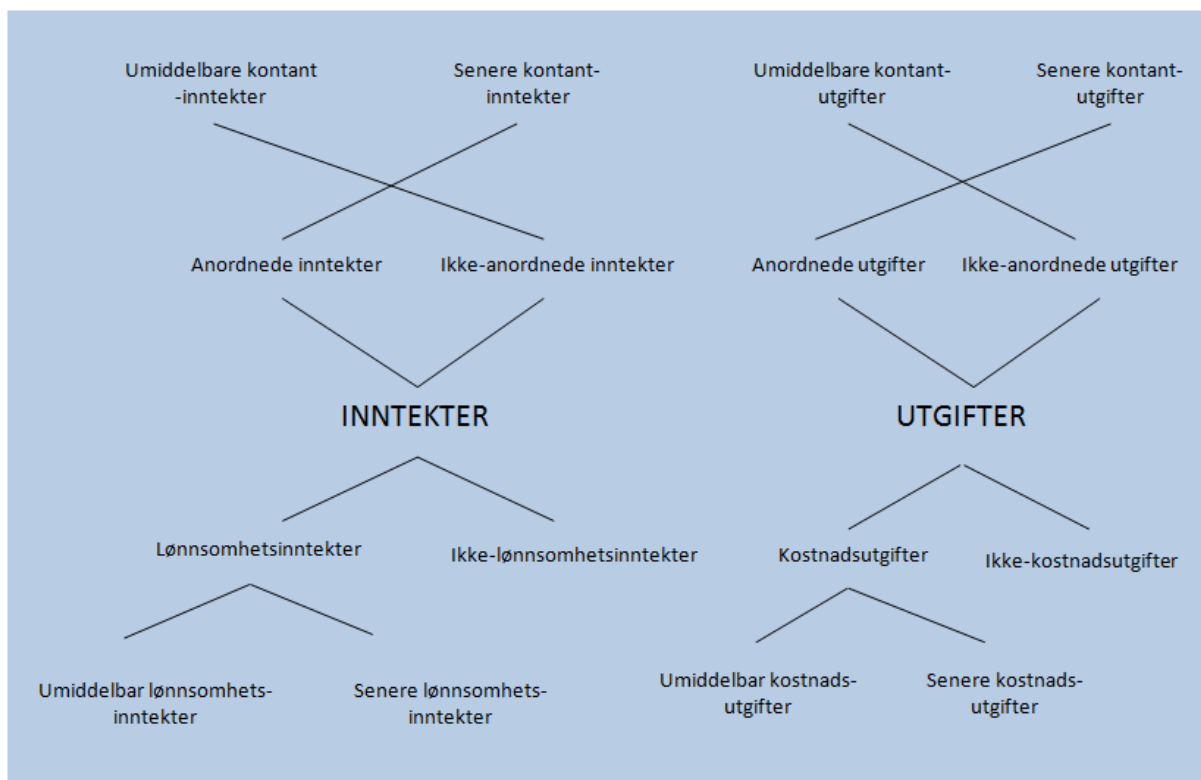 Umiddelbare kontant
-inntekter
Senere kontant-
inntekter
Umiddelbare kontant-
utgifter
Senere kontant-
utgifter
Anordnede inntekter
Ikke-anordnede inntekter
Anordnede utgifter
Ikke-anordnede utgifter
INNTEKTER
UTGIFTER
Lønnsomhetsinntekter
Ikke-lønnsomhetsinntekter
Kostnadsutgifter
Ikke-kostnadsutgifter
Umiddelbar lønnsomhets-
inntekter
Senere lønnsomhets-
inntekter
Umiddelbar kostnads-
utgifter
Senere kostnads-
utgifter